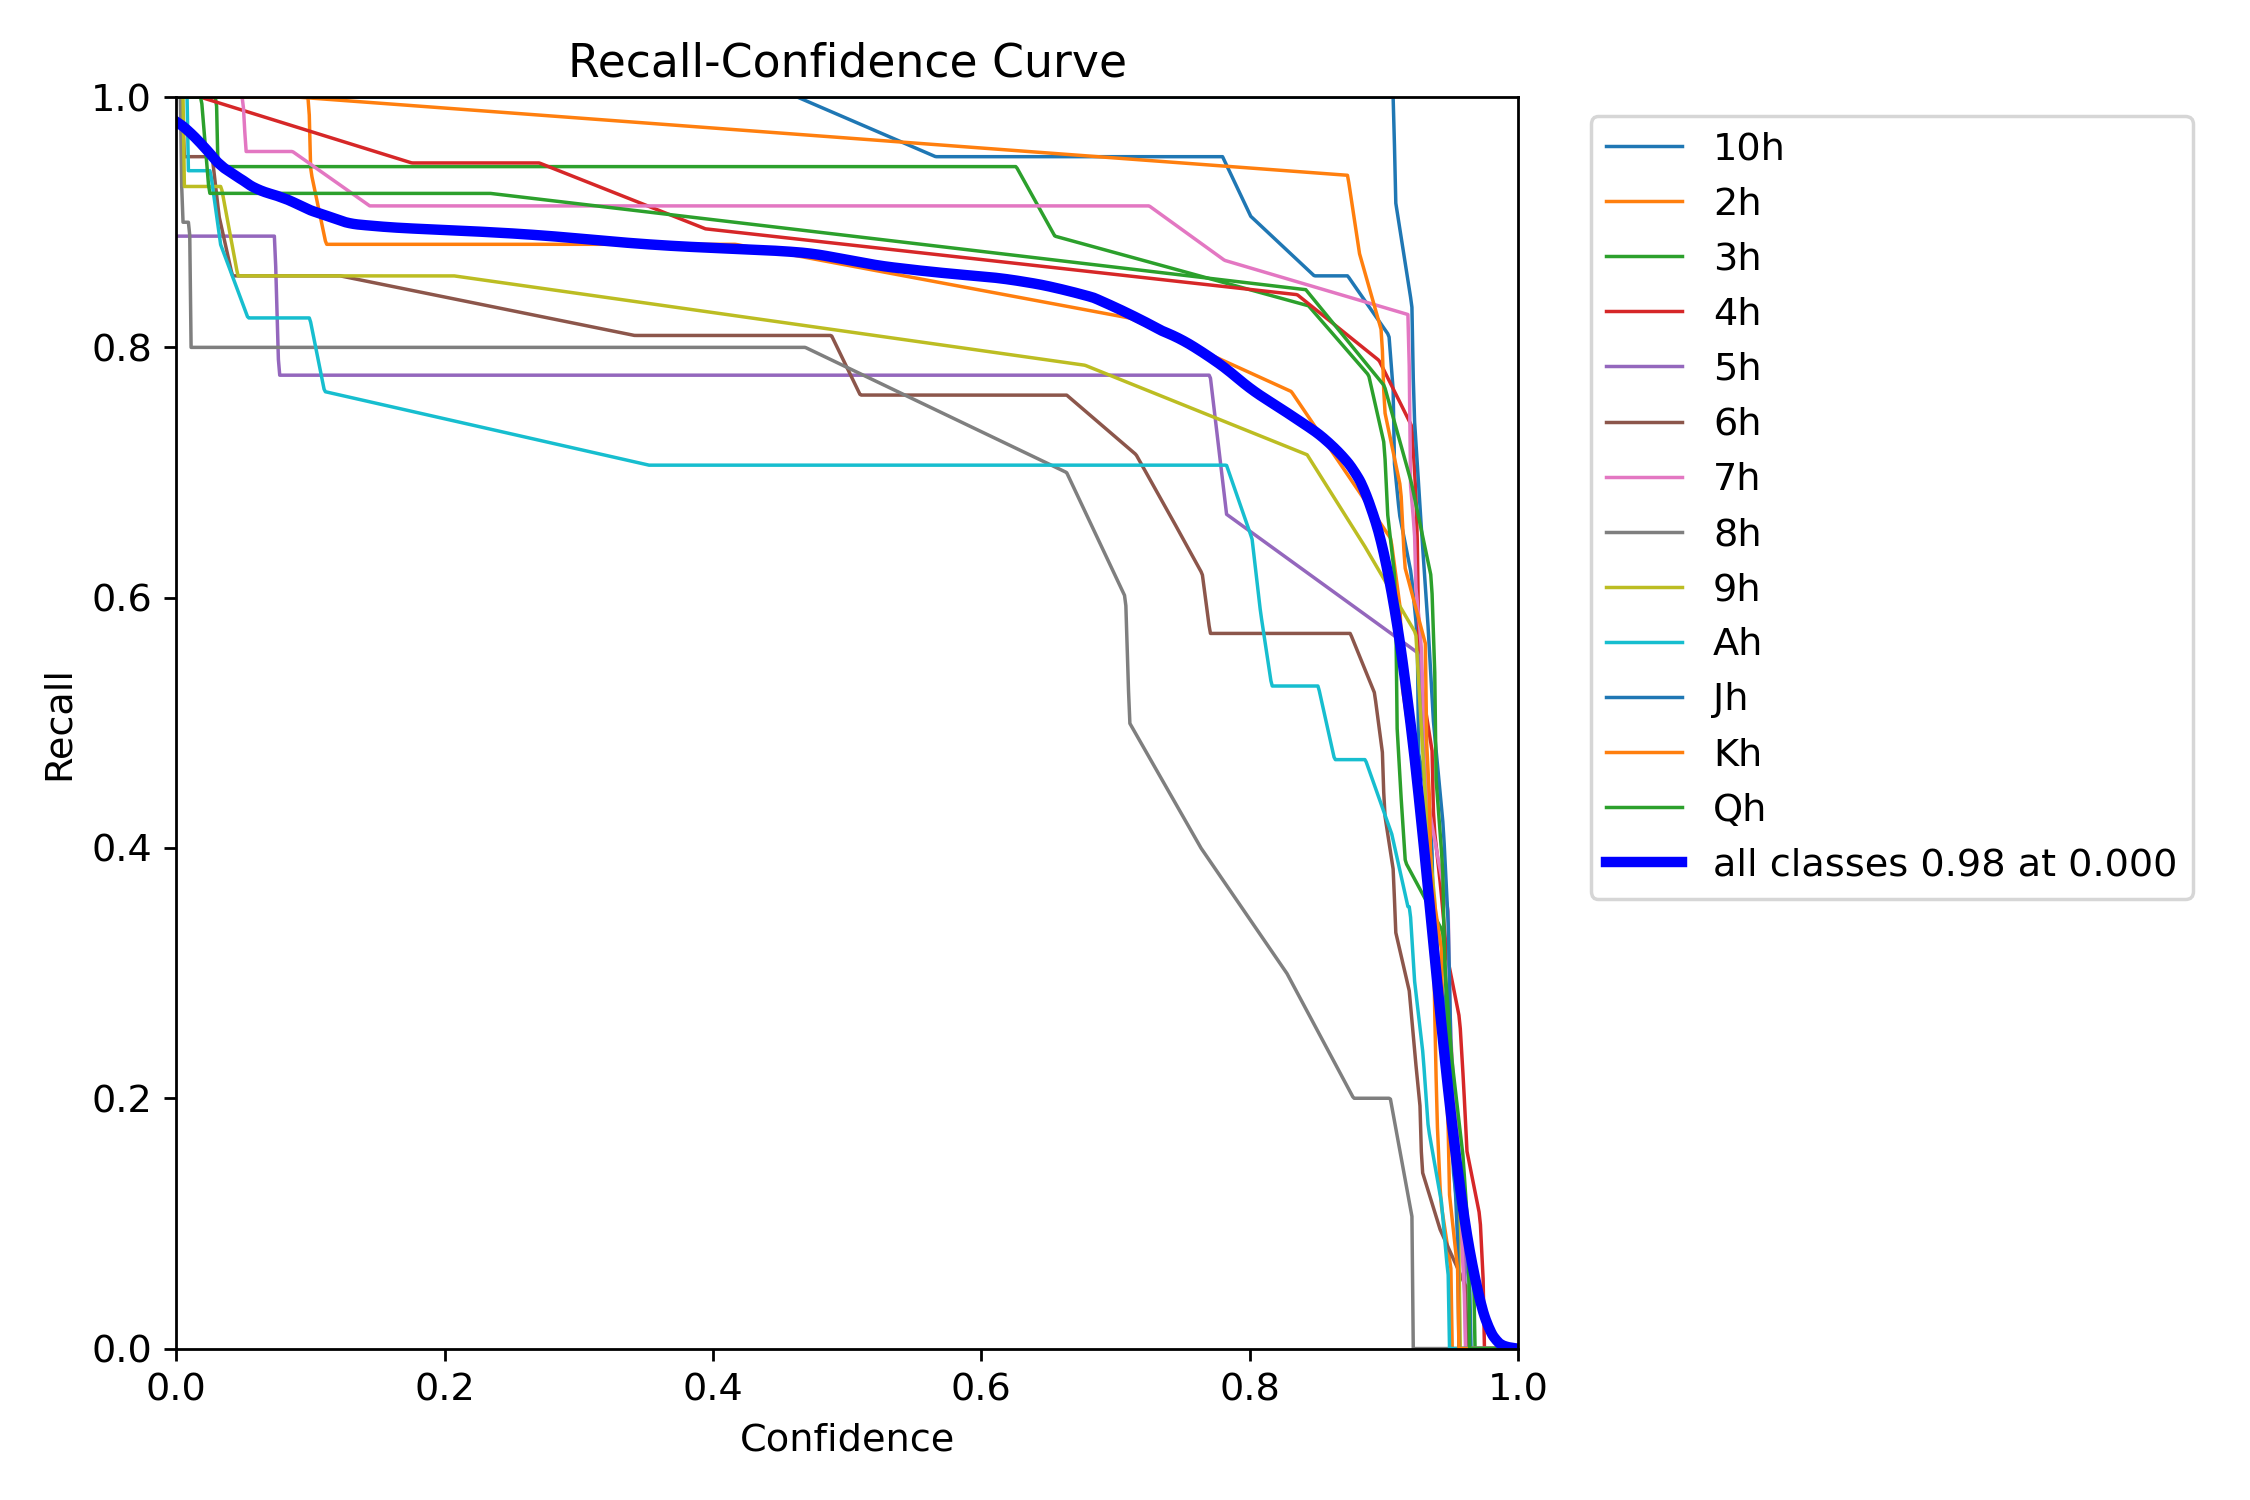 Recall-Confidence Curve
1.0
0.8
0.6
0.4
0.2
0.0
Recall
0.0 0.2 0.4 0.6 0.8 1.0
Confidence
10h
2h
3h
4h
5h
6h
7h
8h
9h
Ah
Jh
Kh
Qh
all classes 0.98 at 0.000